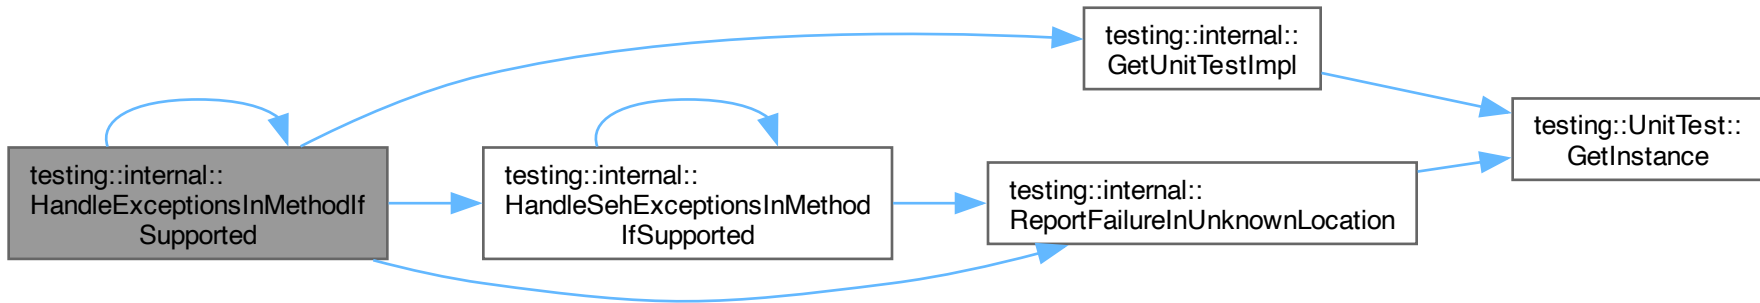 testing::internal::
HandleExceptionsInMethodIf
Supported
testing::internal::
HandleSehExceptionsInMethod
IfSupported
testing::internal::
GetUnitTestImpl
testing::internal::
ReportFailureInUnknownLocation
testing::UnitTest::
GetInstance